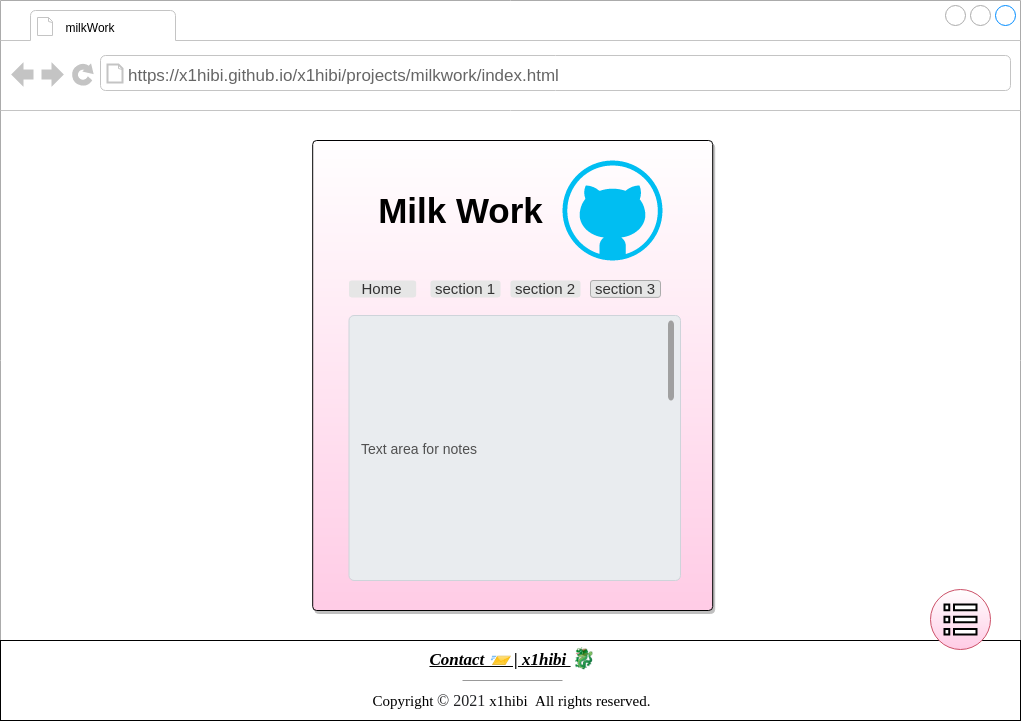 milkWork
https://x1hibi.github.io/x1hibi/projects/milkwork/index.html
Milk Work
Home section 1 section 2 section 3
Text area for notes
Contact 📨 | x1hibi 🐉
Copyright © 2021 x1hibi  All rights reserved.